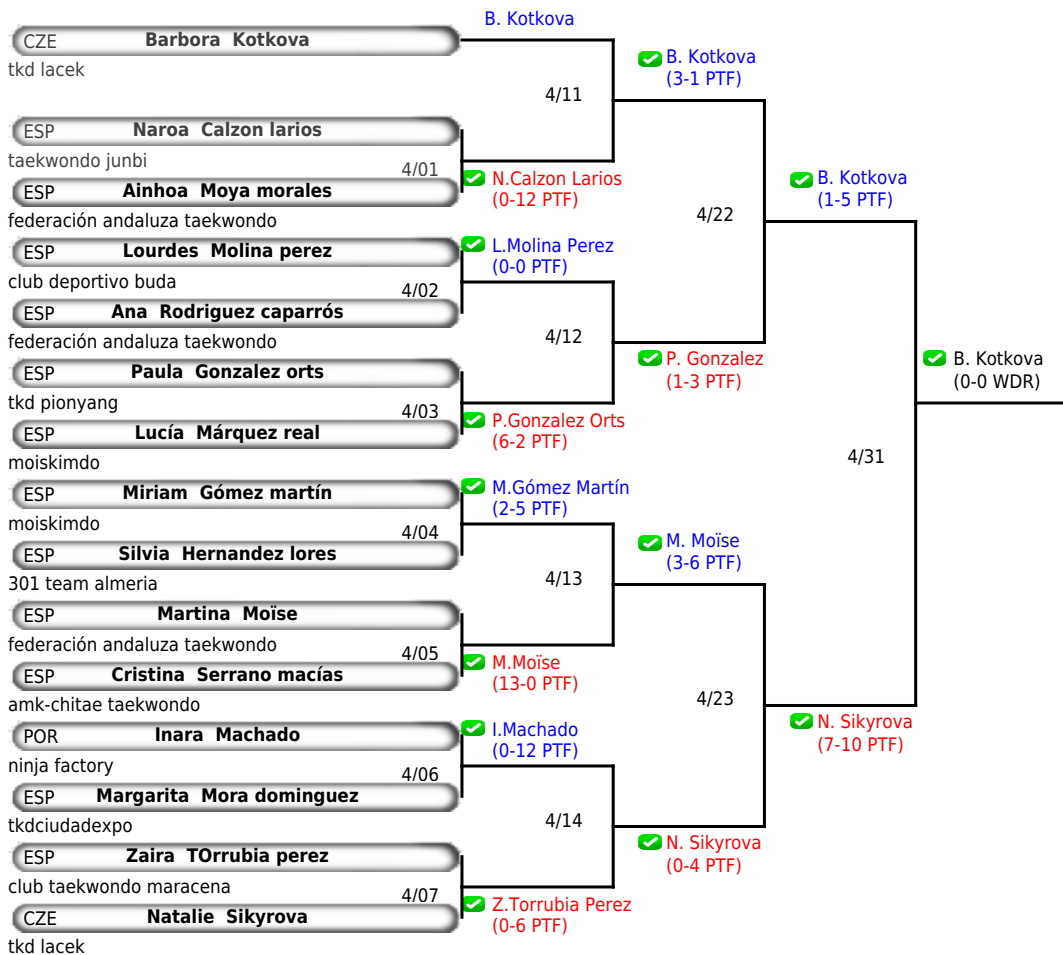 B. Kotkova
CZE Barbora Kotkova
tkd lacek
B. Kotkova
(3-1 PTF)
4/11
ESP Naroa Calzon larios
taekwondo junbi
4/01
ESP Ainhoa Moya morales
federación andaluza taekwondo
N.Calzon Larios
(0-12 PTF)
B. Kotkova
(1-5 PTF)
4/22
ESP Lourdes Molina perez
club deportivo buda
L.Molina Perez
(0-0 PTF)
4/02
ESP Ana Rodriguez caparrós
federación andaluza taekwondo
4/12
ESP Paula Gonzalez orts
tkd pionyang
P. Gonzalez
(1-3 PTF)
B. Kotkova
(0-0 WDR)
4/03
ESP Lucía Márquez real
moiskimdo
P.Gonzalez Orts
(6-2 PTF)
4/31
ESP Miriam Gómez martín
moiskimdo
M.Gómez Martín
(2-5 PTF)
4/04
ESP Silvia Hernandez lores
301 team almeria
M. Moïse
(3-6 PTF)
4/13
ESP Martina Moïse
federación andaluza taekwondo
4/05
ESP Cristina Serrano macías
amk-chitae taekwondo
M.Moïse
(13-0 PTF)
4/23
POR Inara Machado
ninja factory
I.Machado
(0-12 PTF)
N. Sikyrova
(7-10 PTF)
4/06
ESP Margarita Mora dominguez
tkdciudadexpo
4/14
ESP Zaira TOrrubia perez
club taekwondo maracena
N. Sikyrova
(0-4 PTF)
4/07
CZE Natalie Sikyrova
tkd lacek
Z.Torrubia Perez
(0-6 PTF)